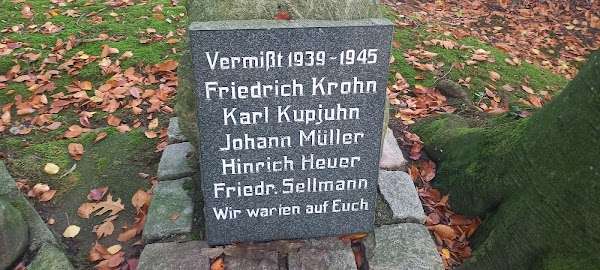 Vermißt 1939 - 1945
Friedrich Krohn
Karl Kupjuhn
Johann Müller
Hinrich Heuer
Friedr. Sellmann
Wir warten auf Euch